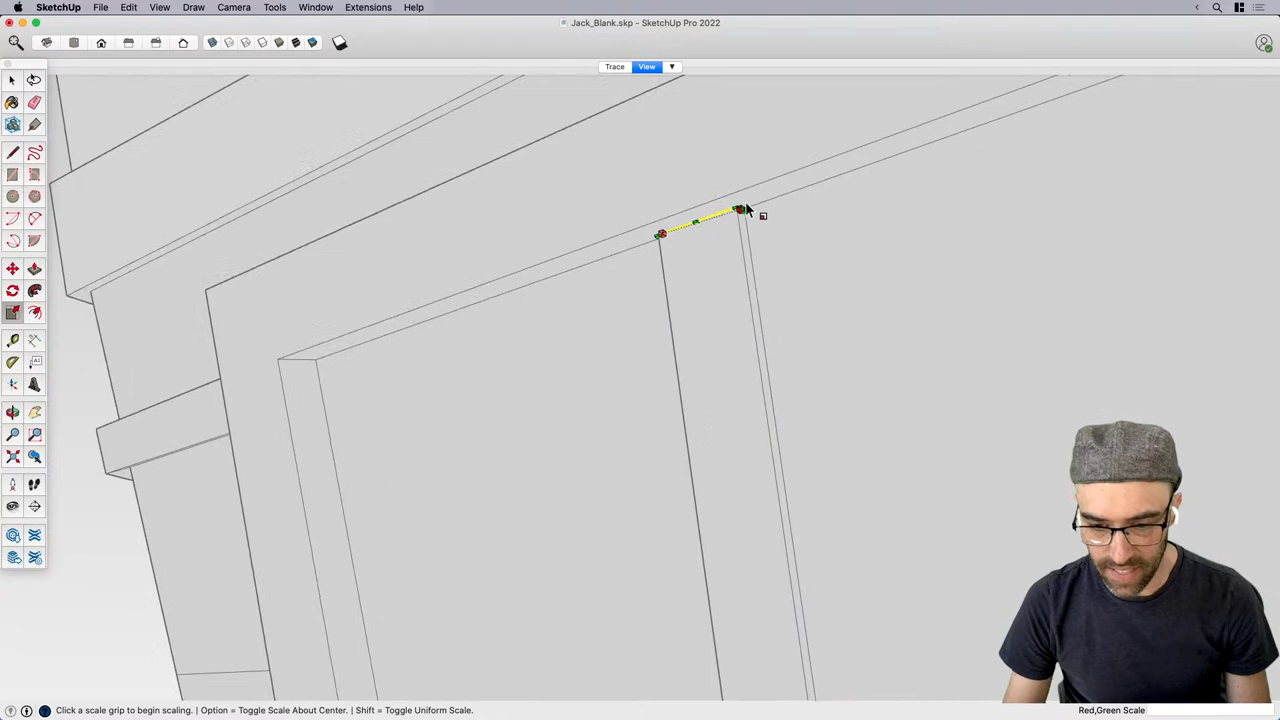 SketchUp File Edit View Draw Camera Tools Window Extensions Help
Jack_Blank.skp - SketchUp Pro 2022
Trace View
Click a scale grip to begin scaling. | Option = Toggle Scale About Center. | Shift = Toggle Uniform Scale. Red,Green Scale